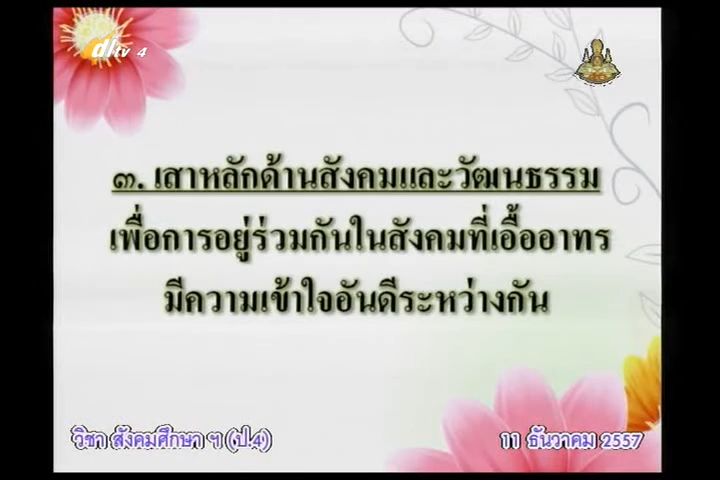 dltv 4
๓. เสาหลักด้านสังคมและวัฒนธรรม
เพื่อการอยู่ร่วมกันในสังคมที่เอื้ออาทร
มีความเข้าใจอันดีระหว่างกัน
วิชา สังคมศึกษา ฯ (ป.4)
11 ธันวาคม 2557